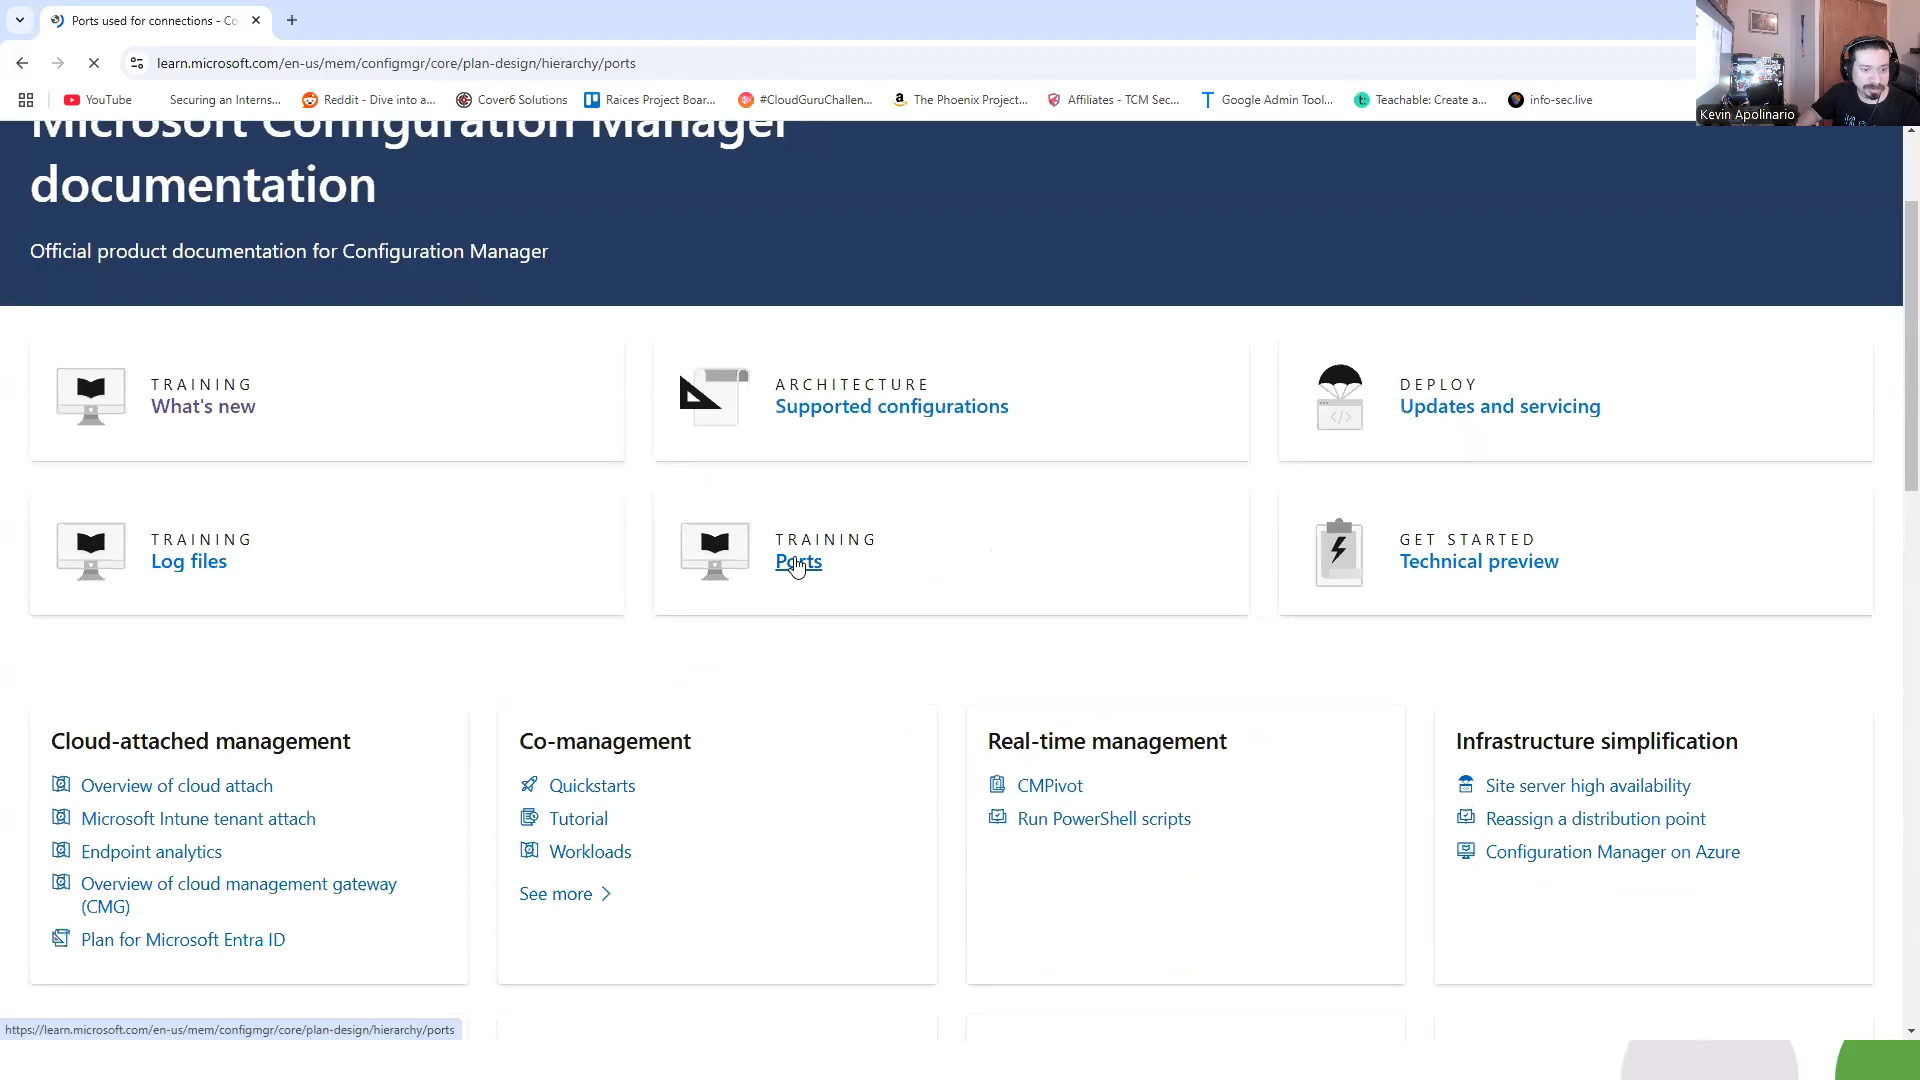 Ports used for connections - Co
learn.microsoft.com/en-us/mem/configmgr/core/plan-design/hierarchy/ports
YouTube
Securing an Interns...
Reddit - Dive into a...
Cover6 Solutions
Raices Project Boar...
#CloudGuruChallen...
The Phoenix Project...
Affiliates - TCM Sec...
Google Admin Tool...
Teachable: Create a...
info-sec.live
Kevin Apolinario
Microsoft Configuration Manager
documentation
Official product documentation for Configuration Manager
TRAINING
What's new
ARCHITECTURE
Supported configurations
DEPLOY
Updates and servicing
TRAINING
Log files
TRAINING
Ports
GET STARTED
Technical preview
Cloud-attached management
Overview of cloud attach
Microsoft Intune tenant attach
Endpoint analytics
Overview of cloud management gateway
(CMG)
Plan for Microsoft Entra ID
Co-management
Quickstarts
Tutorial
Workloads
See more
Real-time management
CMPivot
Run PowerShell scripts
Infrastructure simplification
Site server high availability
Reassign a distribution point
Configuration Manager on Azure
https://learn.microsoft.com/en-us/mem/configmgr/core/plan-design/hierarchy/ports